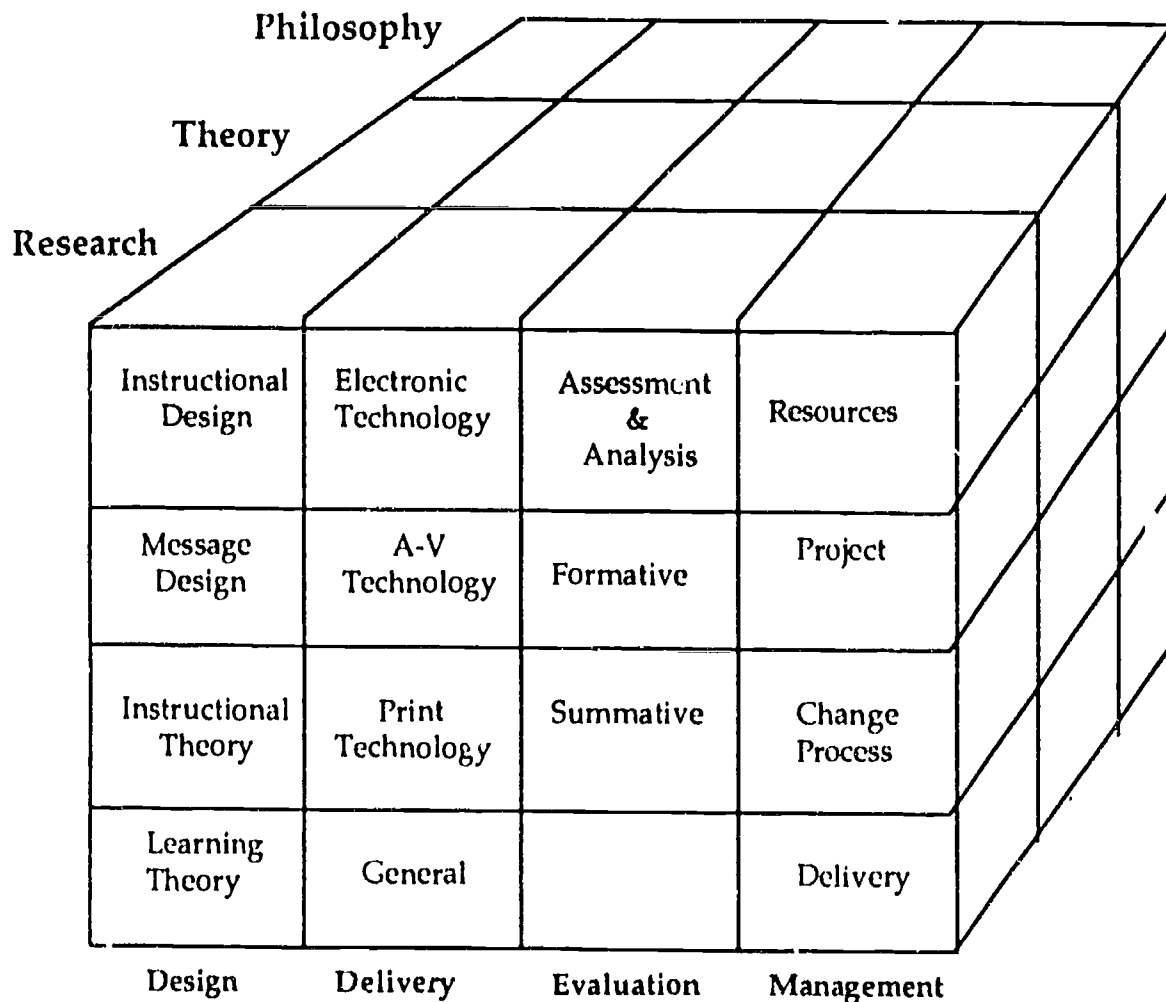 Philosophy
Theory
Research
Instructional
Design
Electronic
Technology
Assessment
&
Analysis
Resources
Message
Design
A-V
Technology
Formative
Project
Instructional
Theory
Print
Technology
Summative
Change
Process
Learning
Theory
General
Delivery
Design
Delivery
Evaluation
Management